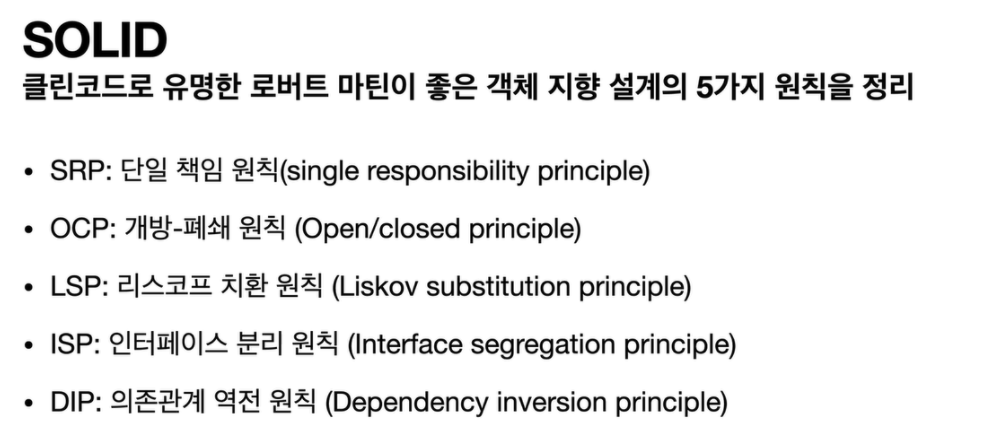 SOLID
클린코드로 유명한 로버트 마틴이 좋은 객체 지향 설계의 5가지 원칙을 정리
• SRP: 단일 책임 원칙(single responsibility principle)
• OCP: 개방-폐쇄 원칙 (Open/closed principle)
• LSP: 리스코프 치환 원칙 (Liskov substitution principle)
• ISP: 인터페이스 분리 원칙 (Interface segregation principle)
• DIP: 의존관계 역전 원칙 (Dependency inversion principle)